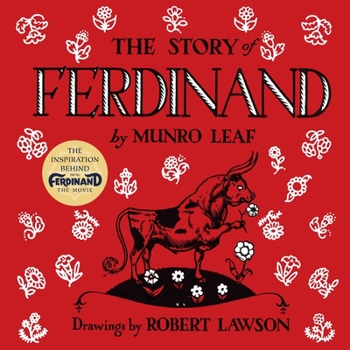 THE STORY of
FERDINAND
by MUNRO LEAF
THE
INSPIRATION
BEHIND
FERDINAND
THE MOVIE
Drawings by ROBERT LAWSON